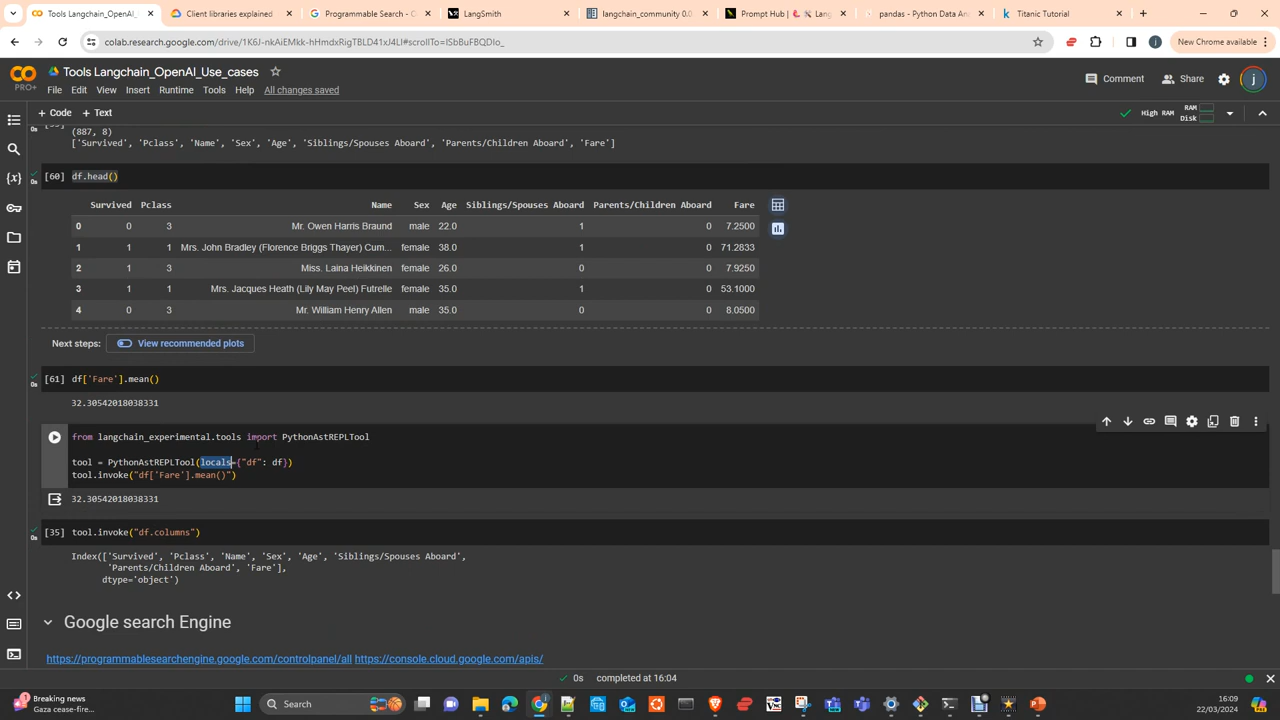 Tools Langchain_OpenAI_Use_c
Client libraries explained
Programmable Search - Co
LangSmith
langchain_community 0.0
Prompt Hub | 🦜🛠️ Lang
pandas - Python Data An
Titanic Tutorial
colab.research.google.com/drive/1K6J-nkAiEMkk-hHmdxRigTBLD41xJ4LI#scrollTo=ISbBuFBQDIo_
New Chrome available
PRO+
Tools Langchain_OpenAI_Use_cases
File Edit View Insert Runtime Tools Help All changes saved
Comment
Share
j
+ Code + Text
High RAM
RAM
Disk
(887, 8)
['Survived', 'Pclass', 'Name', 'Sex', 'Age', 'Siblings/Spouses Aboard', 'Parents/Children Aboard', 'Fare']
0s
[60] df.head()
0s
Survived Pclass Name Sex Age Siblings/Spouses Aboard Parents/Children Aboard Fare
0 0 3 Mr. Owen Harris Braund male 22.0 1 0 7.2500
1 1 1 Mrs. John Bradley (Florence Briggs Thayer) Cum... female 38.0 1 0 71.2833
2 1 3 Miss. Laina Heikkinen female 26.0 0 0 7.9250
3 1 1 Mrs. Jacques Heath (Lily May Peel) Futrelle female 35.0 1 0 53.1000
4 0 3 Mr. William Henry Allen male 35.0 0 0 8.0500
Next steps: View recommended plots
[61] df['Fare'].mean()
0s
32.30542018038331
from langchain_experimental.tools import PythonAstREPLTool
tool = PythonAstREPLTool(locals={"df": df})
tool.invoke("df['Fare'].mean()")
32.30542018038331
[35] tool.invoke("df.columns")
0s
Index(['Survived', 'Pclass', 'Name', 'Sex', 'Age', 'Siblings/Spouses Aboard',
'Parents/Children Aboard', 'Fare'],
dtype='object')
Google search Engine
https://programmablesearchengine.google.com/controlpanel/all https://console.cloud.google.com/apis/
0s completed at 16:04
Breaking news
Gaza cease-fire...
Search
16:09
22/03/2024